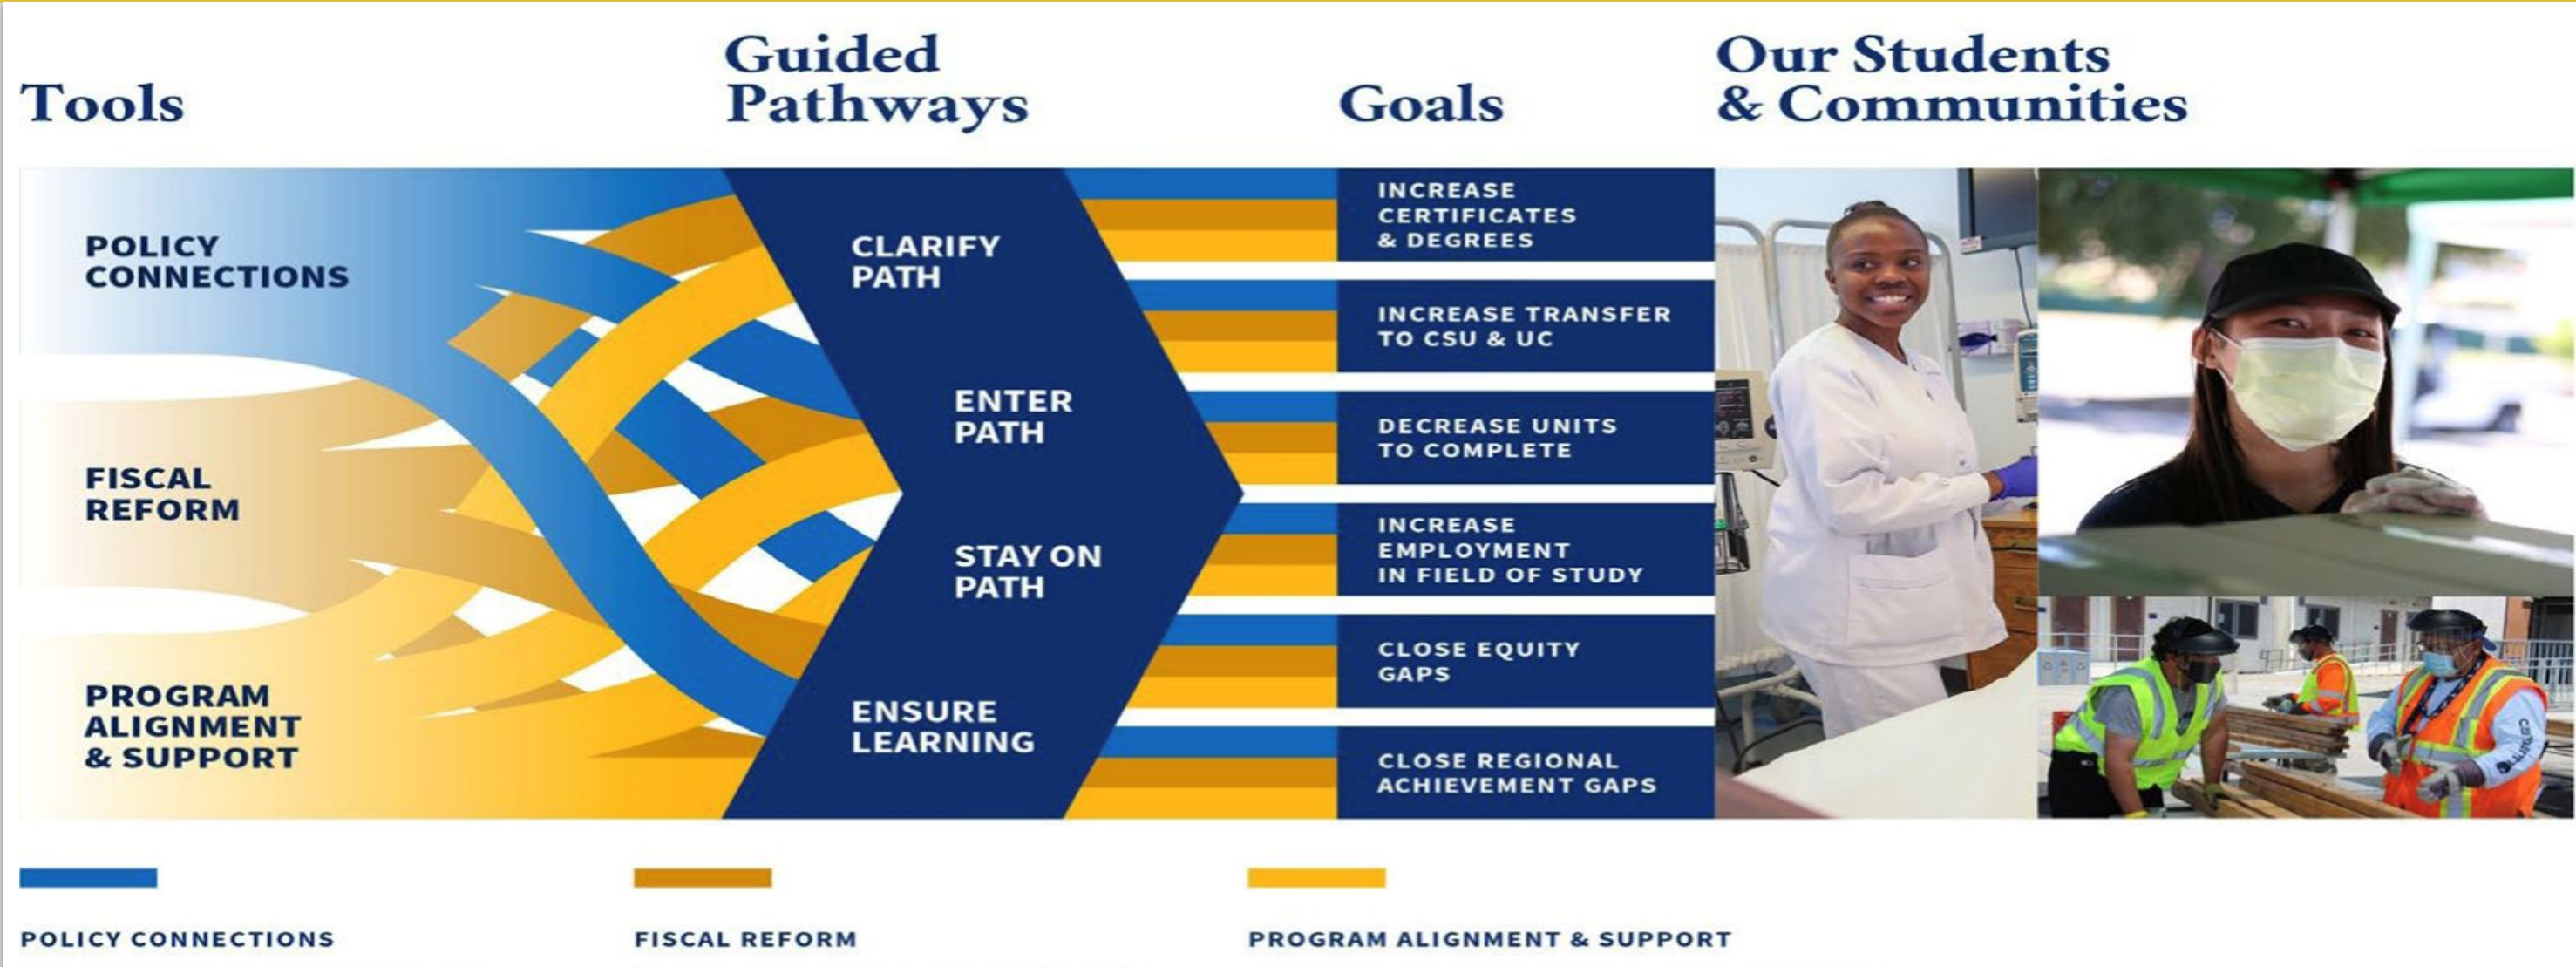 Tools
Guided
Pathways
Goals
Our Students
& Communities
POLICY
CONNECTIONS
FISCAL
REFORM
PROGRAM
ALIGNMENT
& SUPPORT
CLARIFY
PATH
ENTER
PATH
STAY ON
PATH
ENSURE
LEARNING
INCREASE
CERTIFICATES
& DEGREES
INCREASE TRANSFER
TO CSU & UC
DECREASE UNITS
TO COMPLETE
INCREASE
EMPLOYMENT
IN FIELD OF STUDY
CLOSE EQUITY
GAPS
CLOSE REGIONAL
ACHIEVEMENT GAPS
POLICY CONNECTIONS
FISCAL REFORM
PROGRAM ALIGNMENT & SUPPORT